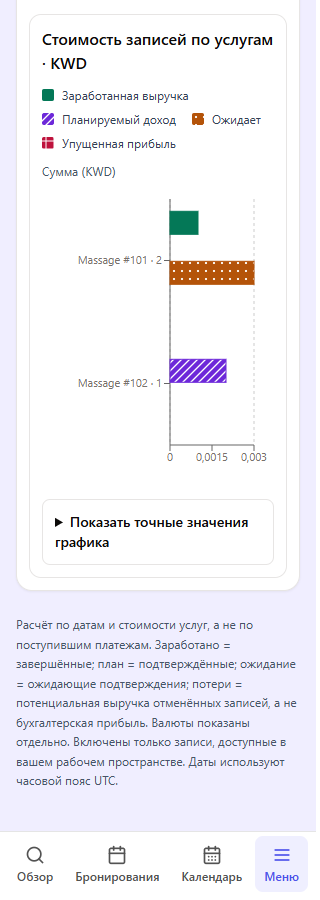 Стоимость записей по услугам
· KWD
Заработанная выручка
Планируемый доход
Ожидает
Упущенная прибыль
Сумма (KWD)
Massage #101 · 2
Massage #102 · 1
0
0,0015
0,003
▶ Показать точные значения
графика
Расчёт по датам и стоимости услуг, а не по
поступившим платежам. Заработано =
завершённые; план = подтверждённые; ожидание
= ожидающие подтверждения; потери =
потенциальная выручка отменённых записей, а не
бухгалтерская прибыль. Валюты показаны
отдельно. Включены только записи, доступные в
вашем рабочем пространстве. Даты используют
часовой пояс UTC.
Обзор
Бронирования
Календарь
Меню